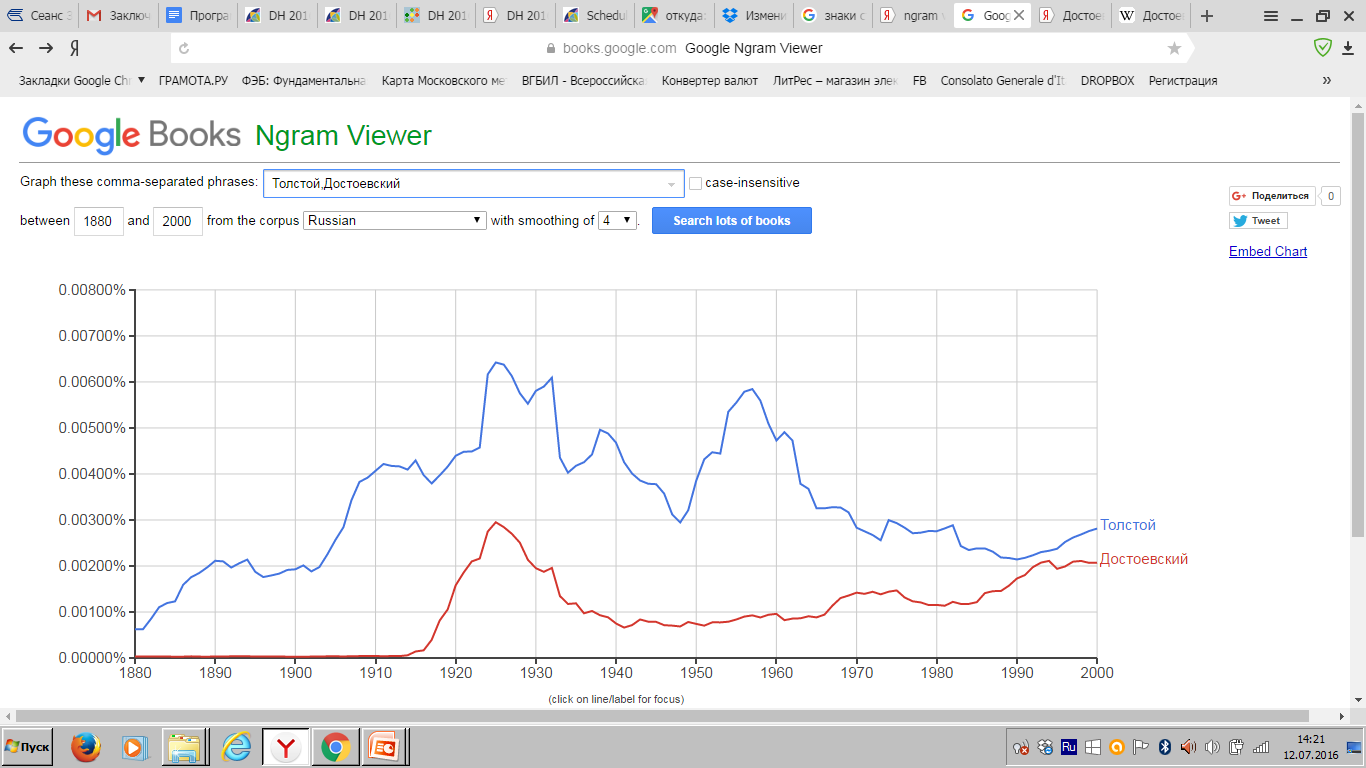 Сеанс З
Заключ
Програ
DH 201
DH 201
DH 201
DH 201
Schedul
откуда
Измени
знаки с
ngram v
Goog
Достоев
Достоев
books.google.com Google Ngram Viewer
Закладки Google Chr
ГРАМОТА.РУ
ФЭБ: Фундаментальна
Карта Московского ме
ВГБИЛ - Всероссийска
Конвертер валют
ЛитРес – магазин элек
FB
Consolato Generale d'It
DROPBOX
Регистрация
»
Google Books Ngram Viewer
Graph these comma-separated phrases: Толстой,Достоевский case-insensitive
between 1880 and 2000 from the corpus Russian with smoothing of 4 . Search lots of books
G+ Поделиться 0
Tweet
Embed Chart
0.00800%
0.00700%
0.00600%
0.00500%
0.00400%
0.00300%
0.00200%
0.00100%
0.00000%
Толстой
Достоевский
1880 1890 1900 1910 1920 1930 1940 1950 1960 1970 1980 1990 2000
(click on line/label for focus)
Пуск
Ru
14:21
12.07.2016